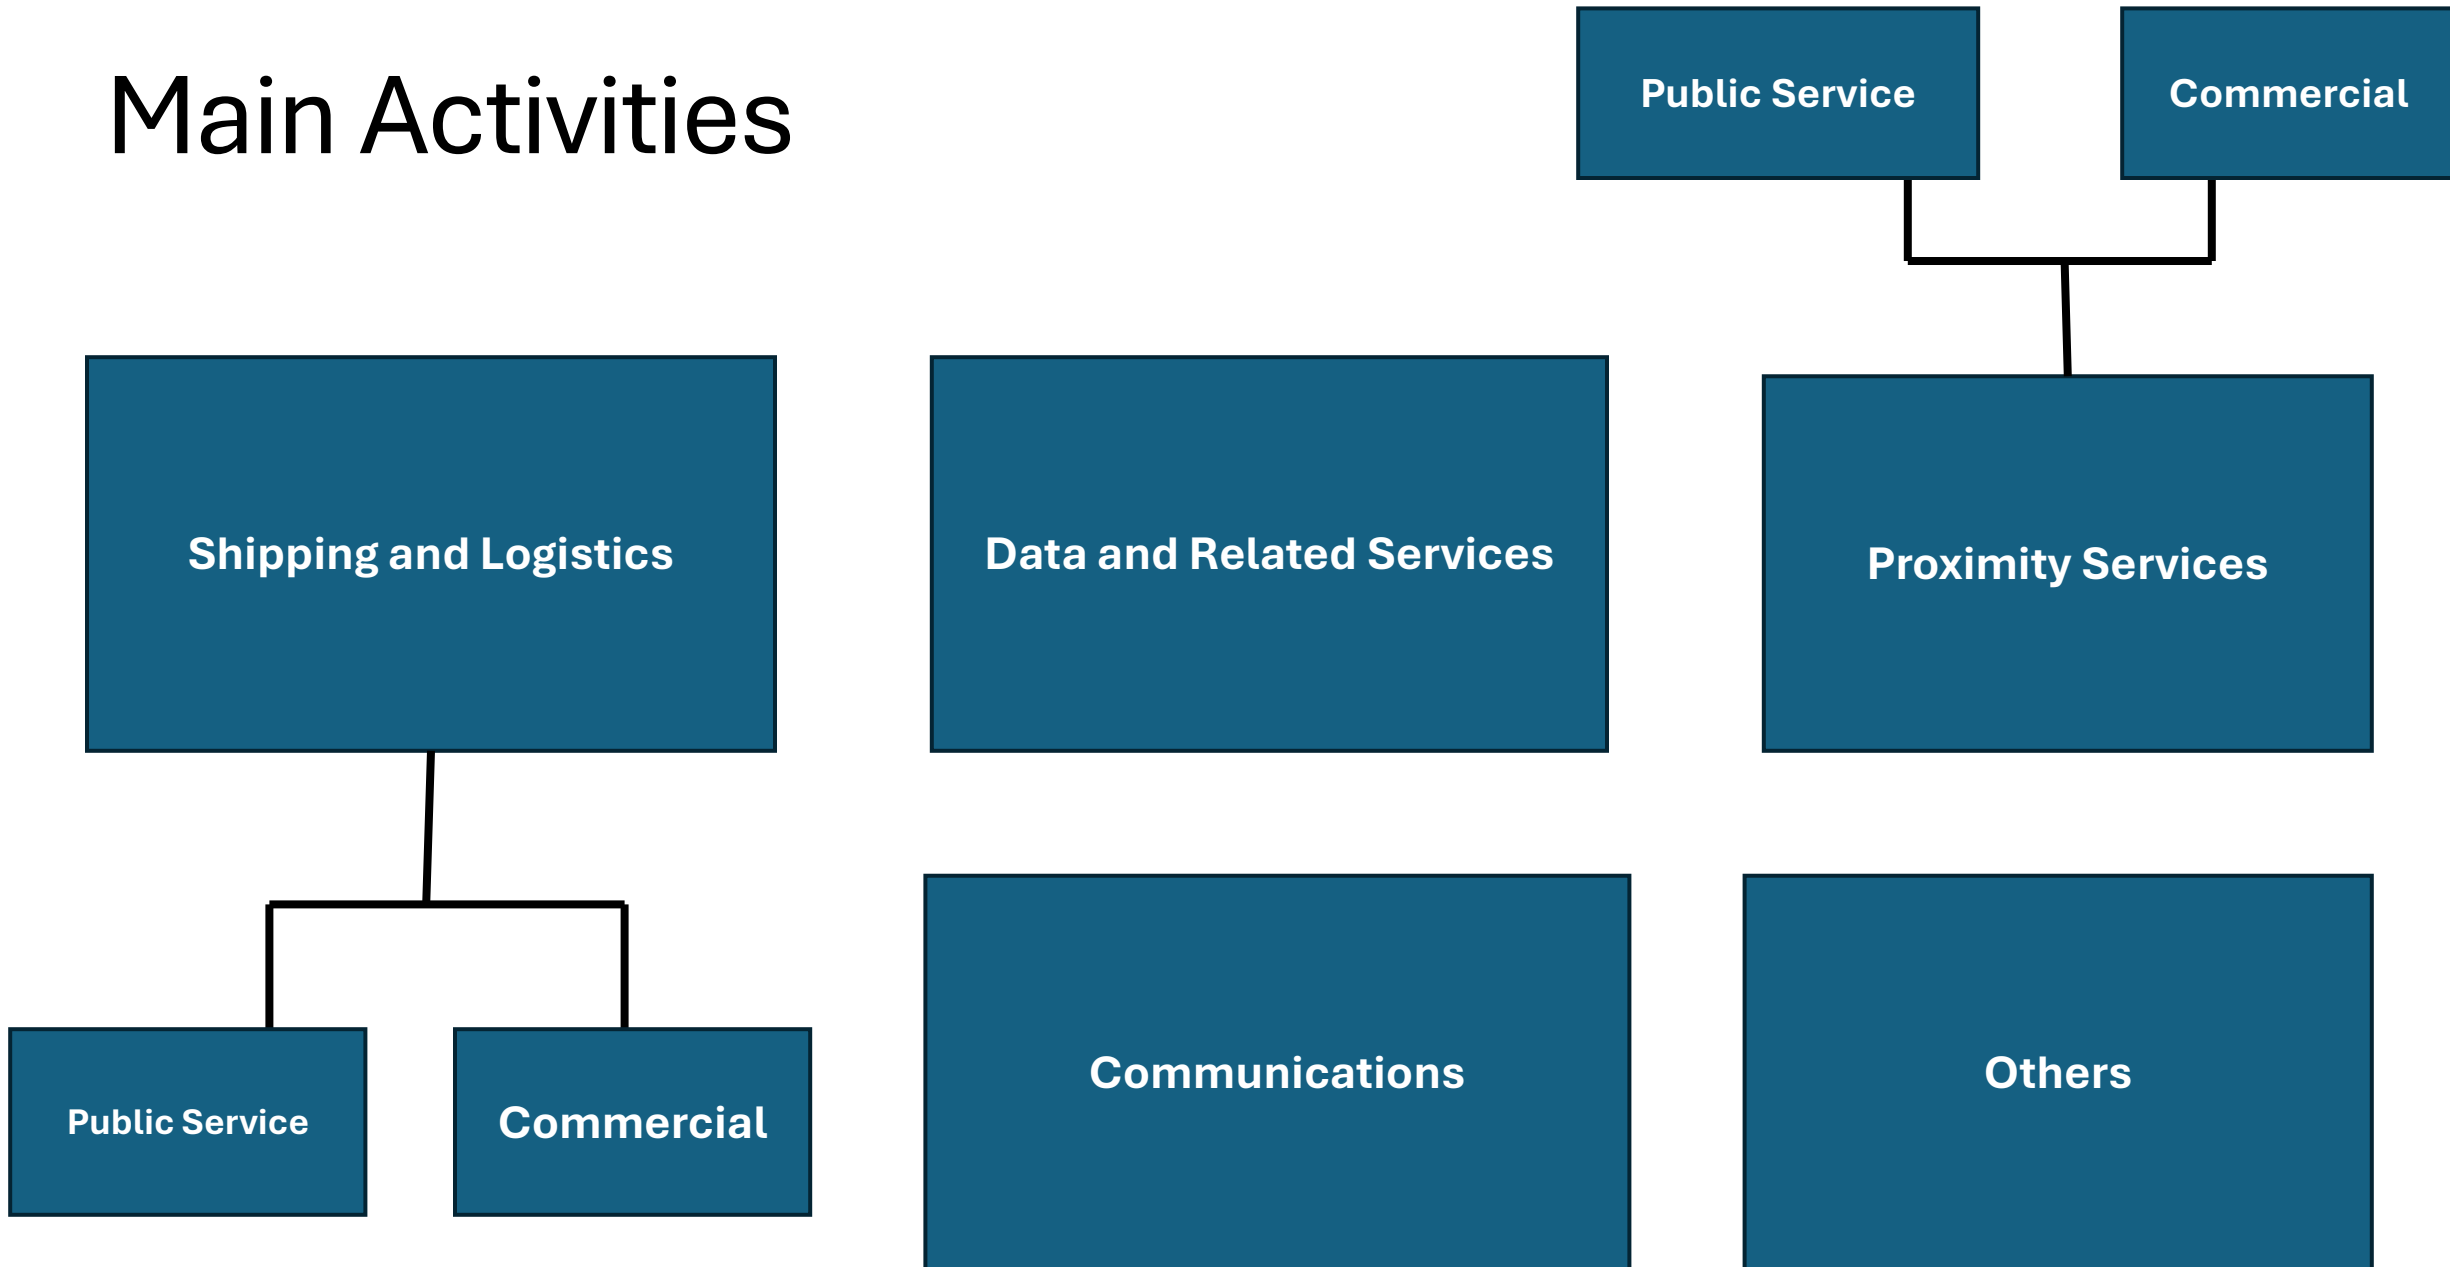 Main Activities
Public Service
Commercial
Shipping and Logistics
Data and Related Services
Proximity Services
Public Service
Commercial
Communications
Others